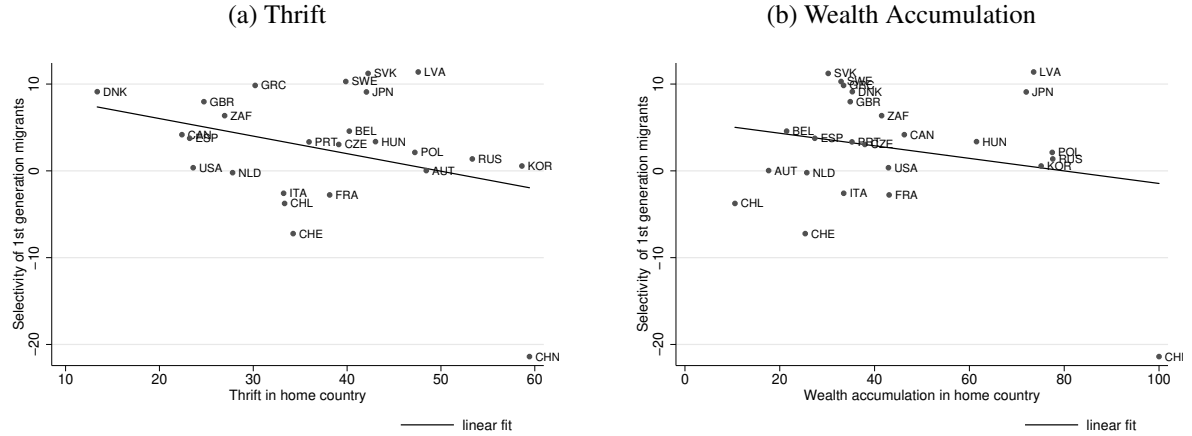 (a) Thrift
Selectivity of 1st generation migrants
10
0
−10
−20
DNK
GBR
GRC
SWE
SVK
LVA
JPN
ZAF
CAN
ESP
USA
NLD
PRT
BEL
CZE
HUN
POL
AUT
RUS
KOR
ITA
CHL
FRA
CHE
CHN
10 20 30 40 50 60
Thrift in home country
linear fit
(b) Wealth Accumulation
Selectivity of 1st generation migrants
10
0
−10
−20
SVK
SWE
GRC
DNK
GBR
ZAF
LVA
JPN
BEL
ESP
PRT
CZE
CAN
HUN
POL
RUS
KOR
AUT
NLD
USA
ITA
FRA
CHL
CHE
0 20 40 60 80 100
Wealth accumulation in home country
linear fit